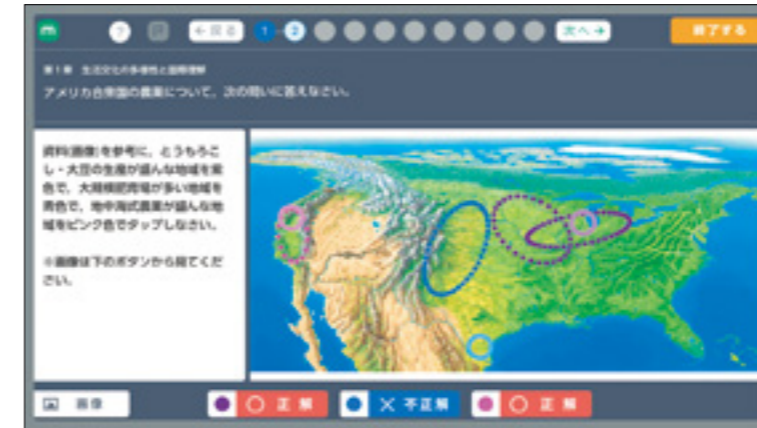 ?
←戻る 1 2 次へ→ 終了する
第1章 生活文化の多様性と国際理解
アメリカ合衆国の農業について，次の問いに答えなさい。
資料(画像)を参考に，とうもろこ
し・大豆の生産が盛んな地域を紫
色で，大規模肥育場が多い地域を
青色で，地中海式農業が盛んな地
域をピンク色でタップしなさい。
※画像は下のボタンから見てくだ
さい。
画像 正解 不正解 正解